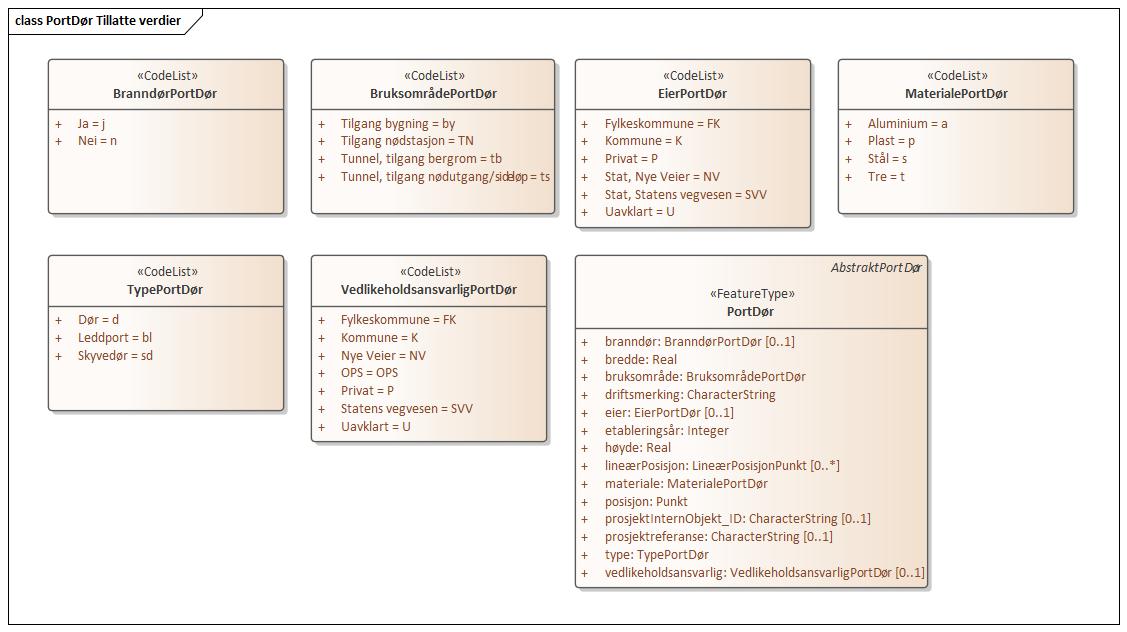 class PortDør Tillatte verdier
«CodeList»
BranndørPortDør
+ Ja = j
+ Nei = n
«CodeList»
BruksområdePortDør
+ Tilgang bygning = by
+ Tilgang nødstasjon = TN
+ Tunnel, tilgang bergrom = tb
+ Tunnel, tilgang nødutgang/sideløp = ts
«CodeList»
EierPortDør
+ Fylkeskommune = FK
+ Kommune = K
+ Privat = P
+ Stat, Nye Veier = NV
+ Stat, Statens vegvesen = SVV
+ Uavklart = U
«CodeList»
MaterialePortDør
+ Aluminium = a
+ Plast = p
+ Stål = s
+ Tre = t
«CodeList»
TypePortDør
+ Dør = d
+ Leddport = bl
+ Skyvedør = sd
«CodeList»
VedlikeholdsansvarligPortDør
+ Fylkeskommune = FK
+ Kommune = K
+ Nye Veier = NV
+ OPS = OPS
+ Privat = P
+ Statens vegvesen = SVV
+ Uavklart = U
AbstraktPortDør
«FeatureType»
PortDør
+ branndør: BranndørPortDør [0..1]
+ bredde: Real
+ bruksområde: BruksområdePortDør
+ driftsmerking: CharacterString
+ eier: EierPortDør [0..1]
+ etableringsår: Integer
+ høyde: Real
+ lineærPosisjon: LineærPosisjonPunkt [0..*]
+ materiale: MaterialePortDør
+ posisjon: Punkt
+ prosjektInternObjekt_ID: CharacterString [0..1]
+ prosjektreferanse: CharacterString [0..1]
+ type: TypePortDør
+ vedlikeholdsansvarlig: VedlikeholdsansvarligPortDør [0..1]